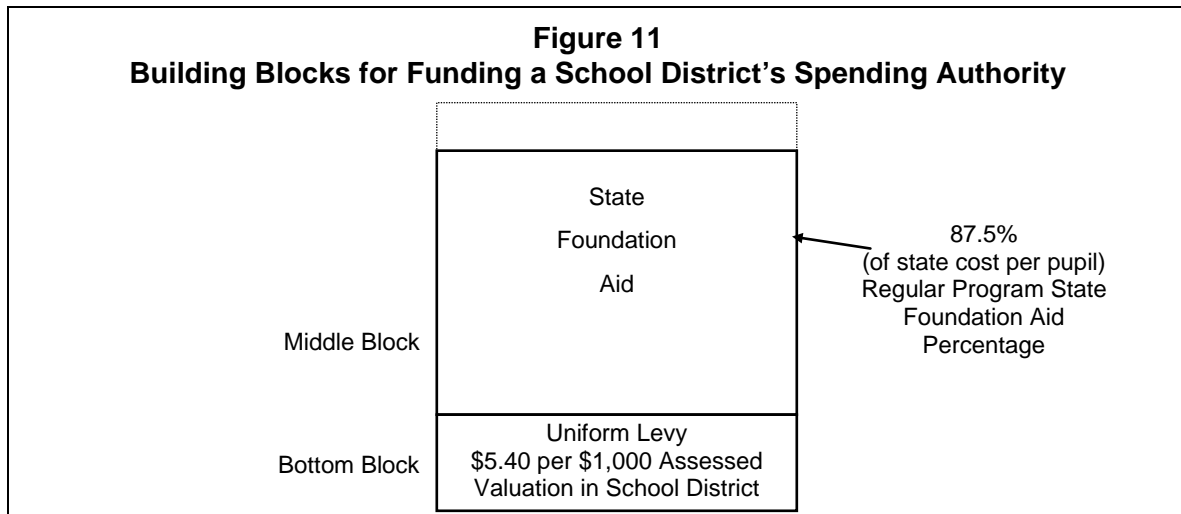 Figure 11
Building Blocks for Funding a School District’s Spending Authority
State
Foundation
Aid
87.5%
(of state cost per pupil)
Regular Program State
Foundation Aid
Percentage
Middle Block
Uniform Levy
$5.40 per $1,000 Assessed
Valuation in School District
Bottom Block